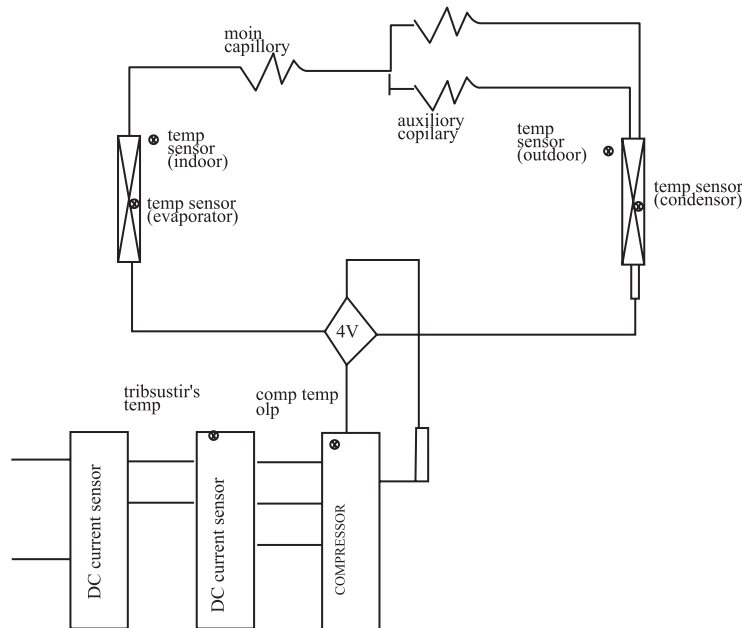 moin
capillory
auxiliory
copilary
temp
sensor
(indoor)
temp
sensor
(outdoor)
temp sensor
(evaporator)
temp sensor
(condensor)
4V
tribsustir's
temp
comp temp
olp
DC current sensor
DC current sensor
COMPRESSOR